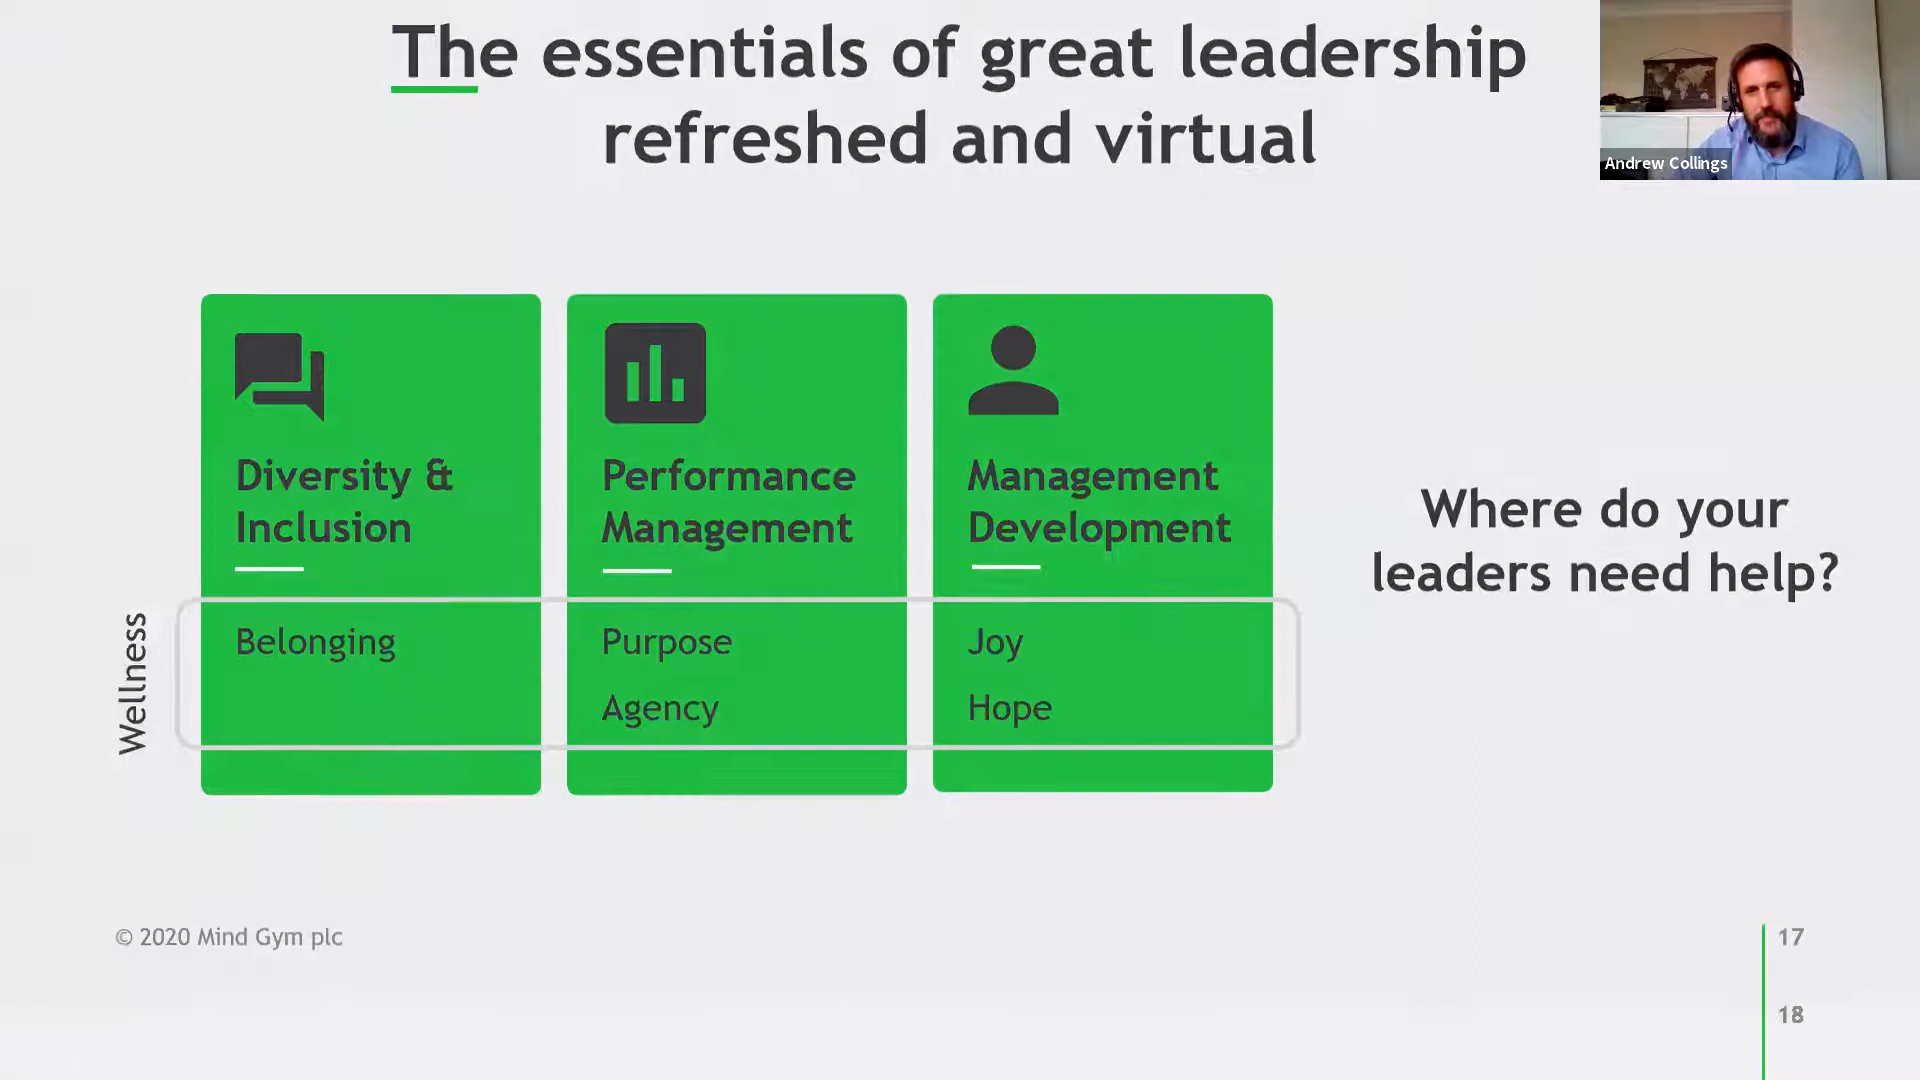 The essentials of great leadership
refreshed and virtual
Andrew Collings
Diversity &
Inclusion
Performance
Management
Management
Development
Where do your
leaders need help?
Wellness
Belonging
Purpose
Agency
Joy
Hope
© 2020 Mind Gym plc
17
18